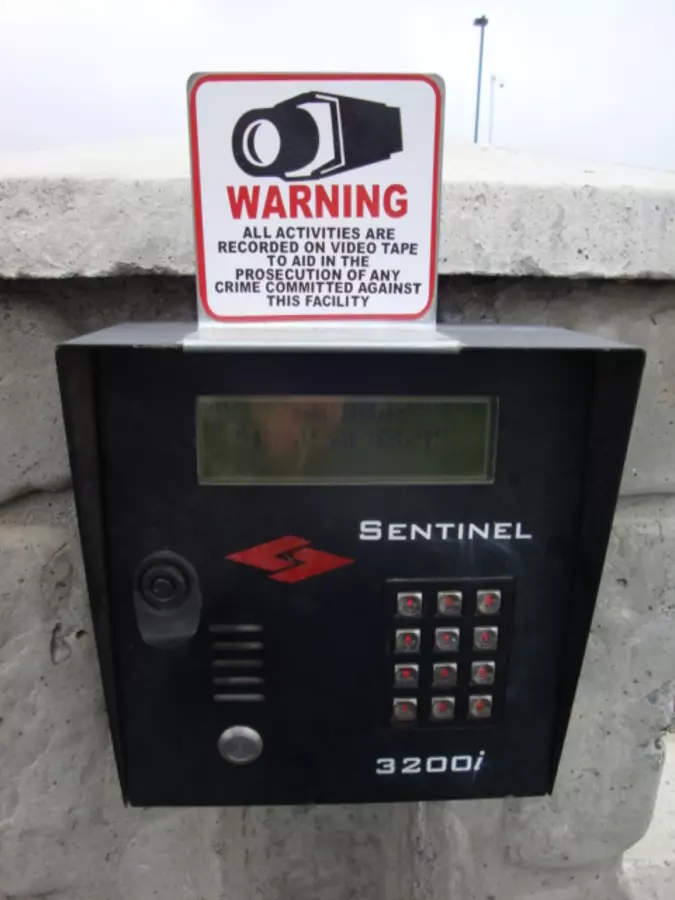 WARNING
ALL ACTIVITIES ARE
RECORDED ON VIDEO TAPE
TO AID IN THE
PROSECUTION OF ANY
CRIME COMMITTED AGAINST
THIS FACILITY
SENTINEL
3200i